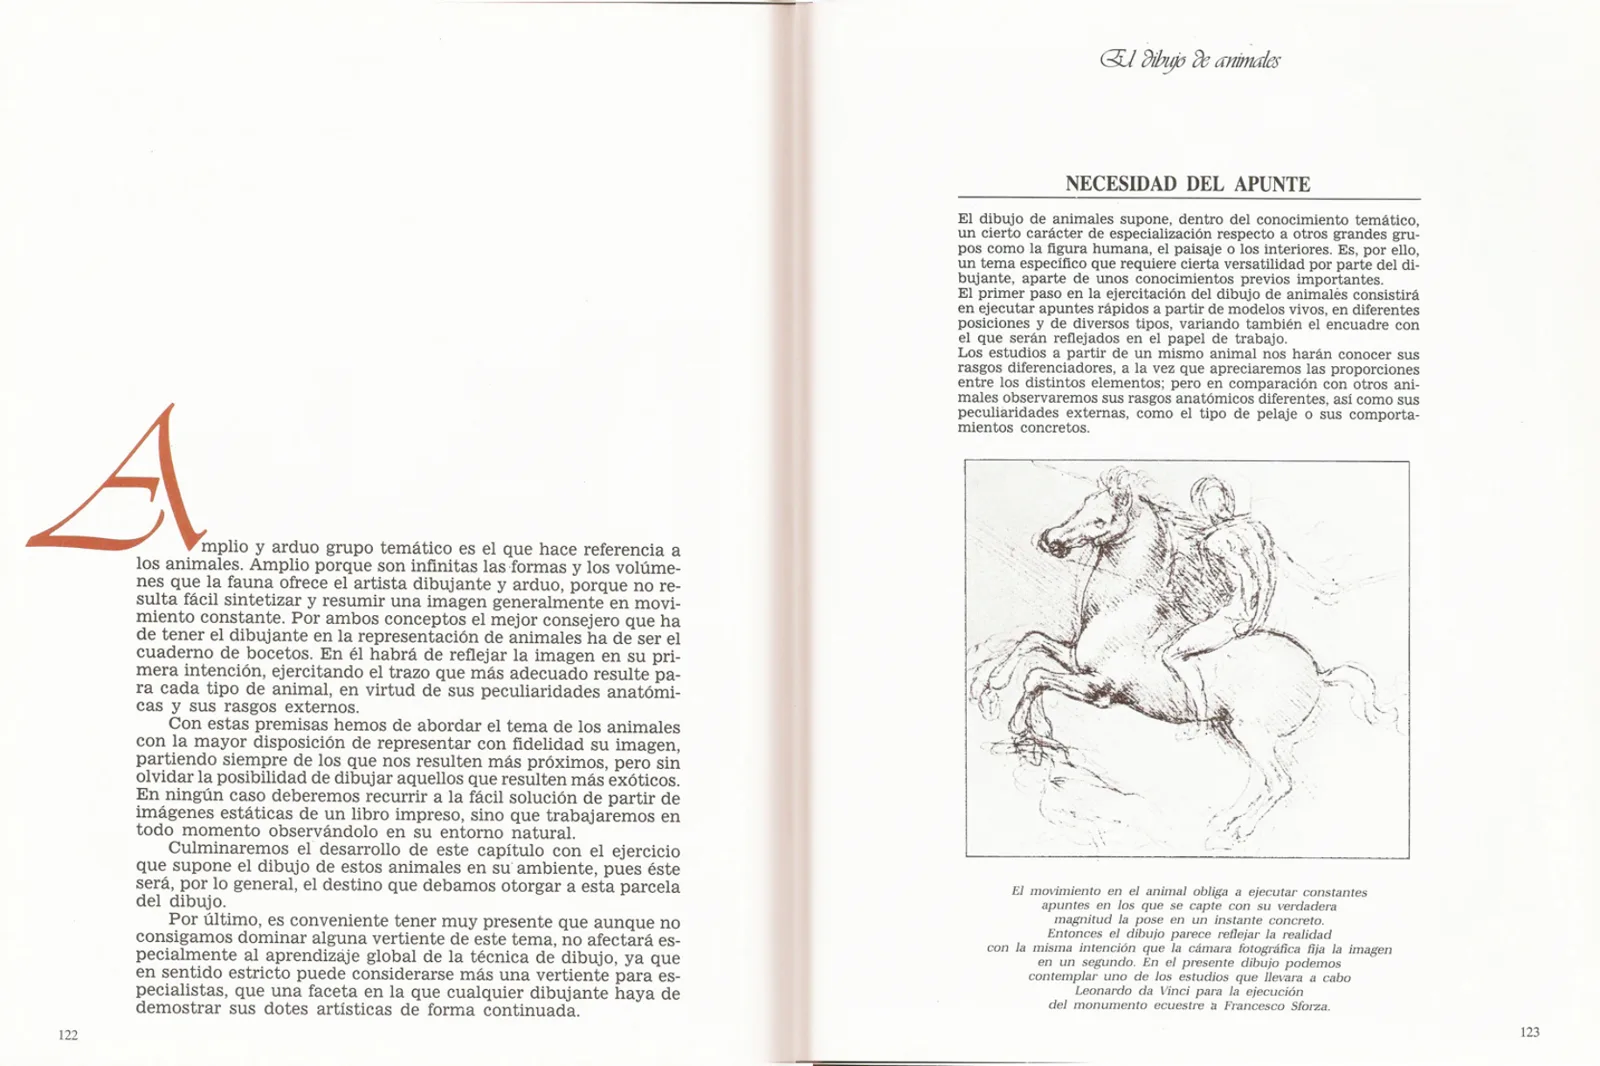 Amplio y arduo grupo temático es el que hace referencia a
los animales. Amplio porque son infinitas las formas y los volúme-
nes que la fauna ofrece el artista dibujante y arduo, porque no re-
sulta fácil sintetizar y resumir una imagen generalmente en movi-
miento constante. Por ambos conceptos el mejor consejero que ha
de tener el dibujante en la representación de animales ha de ser el
cuaderno de bocetos. En él habrá de reflejar la imagen en su pri-
mera intención, ejercitando el trazo que más adecuado resulte pa-
ra cada tipo de animal, en virtud de sus peculiaridades anatómi-
cas y sus rasgos externos.
Con estas premisas hemos de abordar el tema de los animales
con la mayor disposición de representar con fidelidad su imagen,
partiendo siempre de los que nos resulten más próximos, pero sin
olvidar la posibilidad de dibujar aquellos que resulten más exóticos.
En ningún caso deberemos recurrir a la fácil solución de partir de
imágenes estáticas de un libro impreso, sino que trabajaremos en
todo momento observándolo en su entorno natural.
Culminaremos el desarrollo de este capítulo con el ejercicio
que supone el dibujo de estos animales en su ambiente, pues éste
será, por lo general, el destino que debamos otorgar a esta parcela
del dibujo.
Por último, es conveniente tener muy presente que aunque no
consigamos dominar alguna vertiente de este tema, no afectará es-
pecialmente al aprendizaje global de la técnica de dibujo, ya que
en sentido estricto puede considerarse más una vertiente para es-
pecialistas, que una faceta en la que cualquier dibujante haya de
demostrar sus dotes artísticas de forma continuada.
122
El dibujo de animales
NECESIDAD DEL APUNTE
El dibujo de animales supone, dentro del conocimiento temático,
un cierto carácter de especialización respecto a otros grandes gru-
pos como la figura humana, el paisaje o los interiores. Es, por ello,
un tema específico que requiere cierta versatilidad por parte del di-
bujante, aparte de unos conocimientos previos importantes.
El primer paso en la ejercitación del dibujo de animales consistirá
en ejecutar apuntes rápidos a partir de modelos vivos, en diferentes
posiciones y de diversos tipos, variando también el encuadre con
el que serán reflejados en el papel de trabajo.
Los estudios a partir de un mismo animal nos harán conocer sus
rasgos diferenciadores, a la vez que apreciaremos las proporciones
entre los distintos elementos; pero en comparación con otros ani-
males observaremos sus rasgos anatómicos diferentes, así como sus
peculiaridades externas, como el tipo de pelaje o sus comporta-
mientos concretos.
El movimiento en el animal obliga a ejecutar constantes
apuntes en los que se capte con su verdadera
magnitud la pose en un instante concreto.
Entonces el dibujo parece reflejar la realidad
con la misma intención que la cámara fotográfica fija la imagen
en un segundo. En el presente dibujo podemos
contemplar uno de los estudios que llevara a cabo
Leonardo da Vinci para la ejecución
del monumento ecuestre a Francesco Sforza.
123